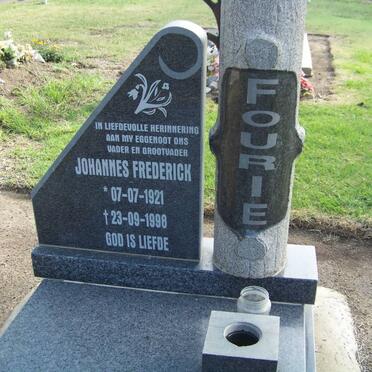 IN LIEFDEVOLLE HERINNERING
AAN MY EGGENOOT ONS
VADER EN GROOTVADER
JOHANNES FREDERICK
* 07-07-1921
† 23-09-1998
GOD IS LIEFDE
FOURIE